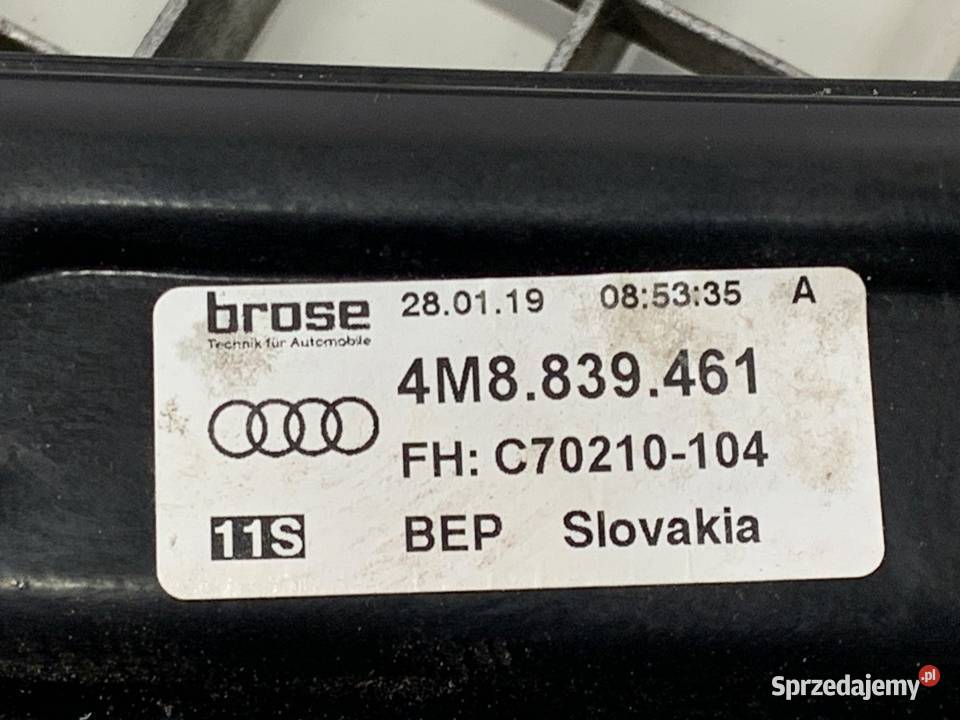 brose 28.01.19 08:53:35 A
Technik für Automobile
4M8.839.461
FH: C70210-104
11S BEP Slovakia
Sprzedajemy.pl